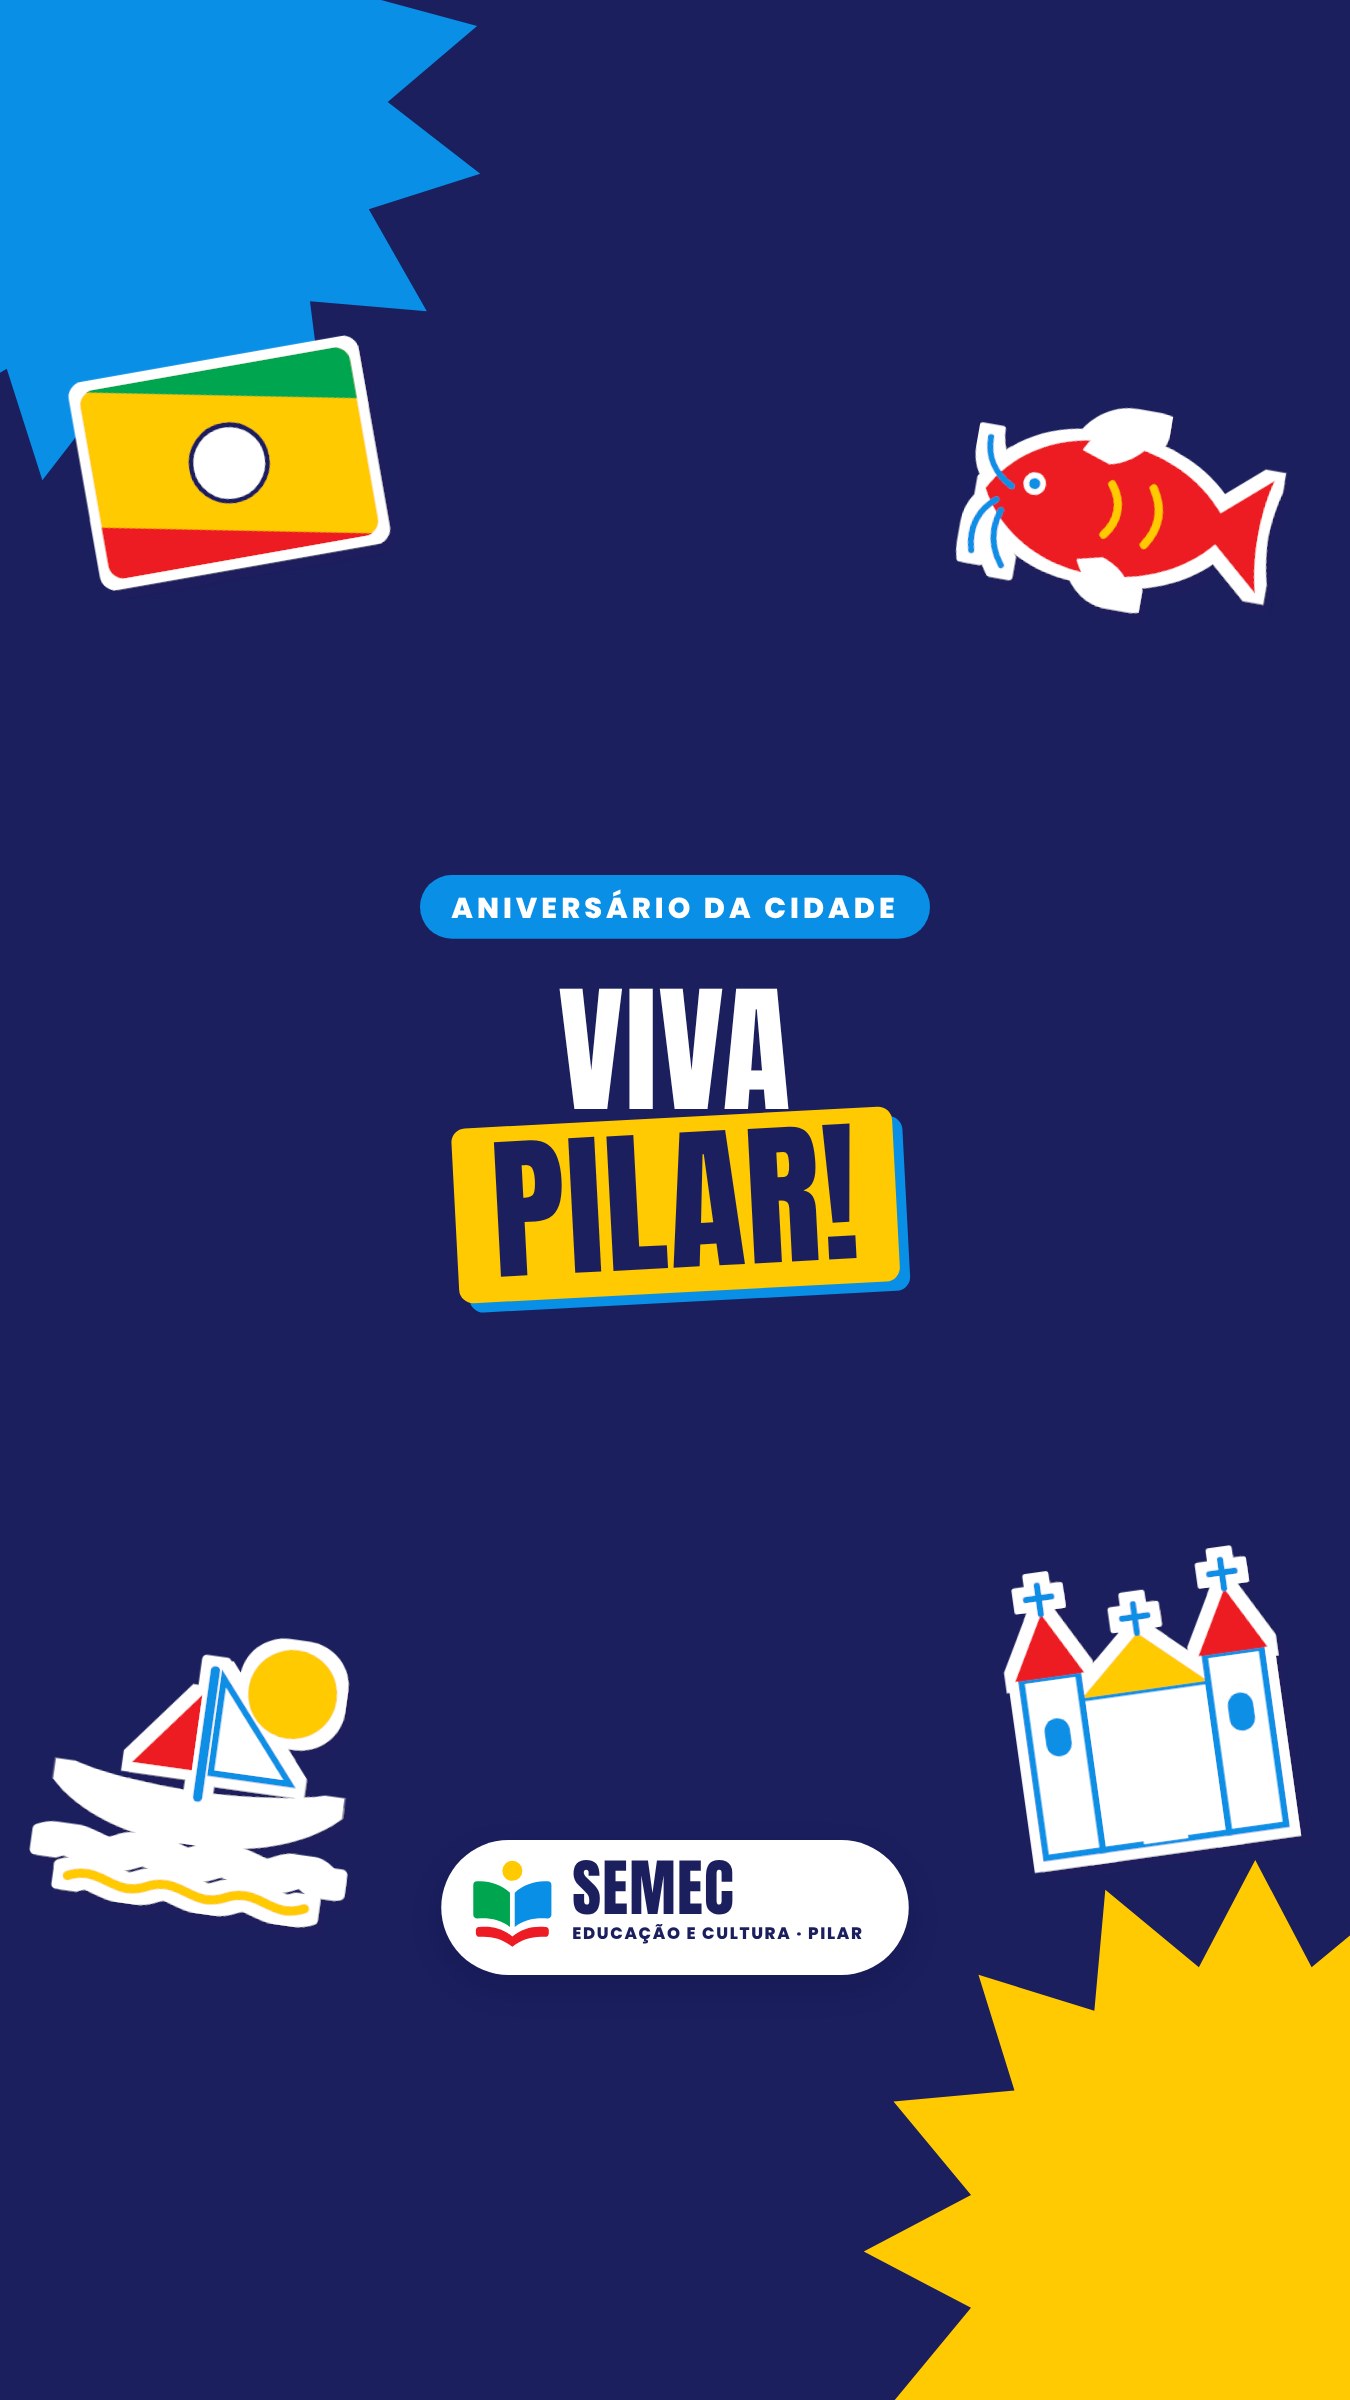 ANIVERSÁRIO DA CIDADE
VIVA
PILAR!
SEMEC
EDUCAÇÃO E CULTURA · PILAR